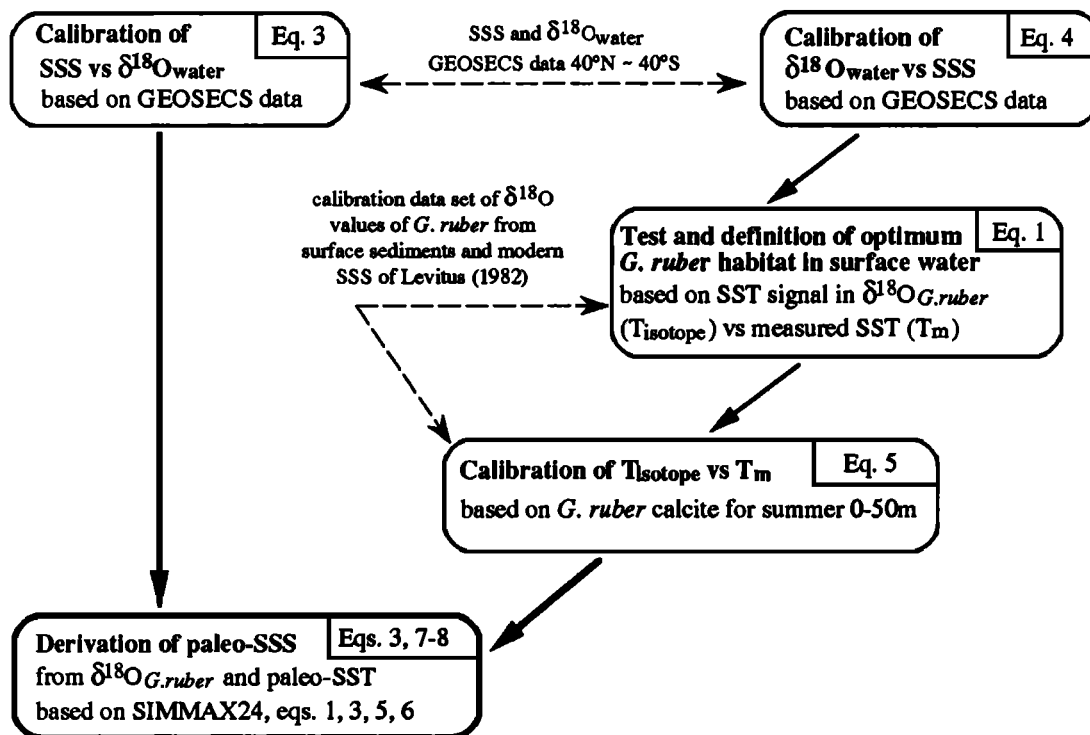 Calibration of
Eq. 3
SSS vs δ¹⁸Owater
based on GEOSECS data
SSS and δ¹⁸Owater
GEOSECS data 40°N ~ 40°S
Calibration of
Eq. 4
δ¹⁸Owater vs SSS
based on GEOSECS data
calibration data set of δ¹⁸O
values of G. ruber from
surface sediments and modern
SSS of Levitus (1982)
Test and definition of optimum
Eq. 1
G. ruber habitat in surface water
based on SST signal in δ¹⁸OG.ruber
(Tisotope) vs measured SST (Tm)
Calibration of Tisotope vs Tm
Eq. 5
based on G. ruber calcite for summer 0-50m
Derivation of paleo-SSS
Eqs. 3, 7-8
from δ¹⁸OG.ruber and paleo-SST
based on SIMMAX24, eqs. 1, 3, 5, 6